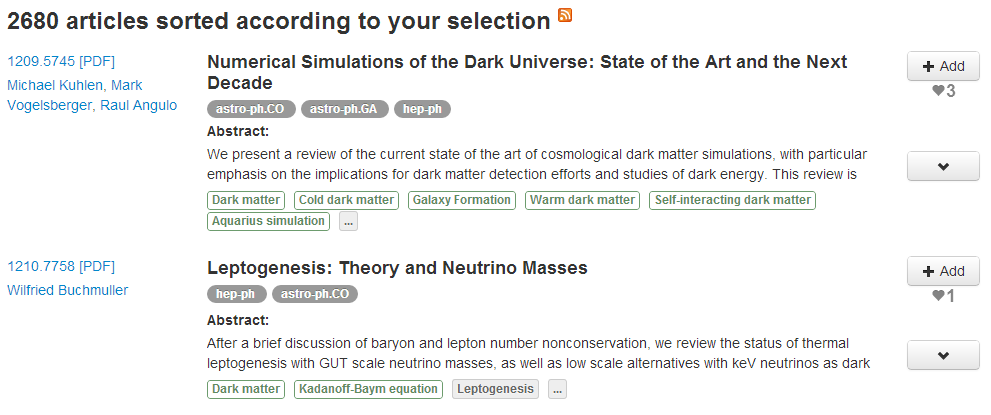 2680 articles sorted according to your selection
1209.5745 [PDF]
Michael Kuhlen, Mark
Vogelsberger, Raul Angulo
Numerical Simulations of the Dark Universe: State of the Art and the Next
Decade
astro-ph.CO astro-ph.GA hep-ph
Abstract:
We present a review of the current state of the art of cosmological dark matter simulations, with particular
emphasis on the implications for dark matter detection efforts and studies of dark energy. This review is
Dark matter Cold dark matter Galaxy Formation Warm dark matter Self-interacting dark matter
Aquarius simulation ...
+ Add
3
1210.7758 [PDF]
Wilfried Buchmuller
Leptogenesis: Theory and Neutrino Masses
hep-ph astro-ph.CO
Abstract:
After a brief discussion of baryon and lepton number nonconservation, we review the status of thermal
leptogenesis with GUT scale neutrino masses, as well as low scale alternatives with keV neutrinos as dark
Dark matter Kadanoff-Baym equation Leptogenesis ...
+ Add
1